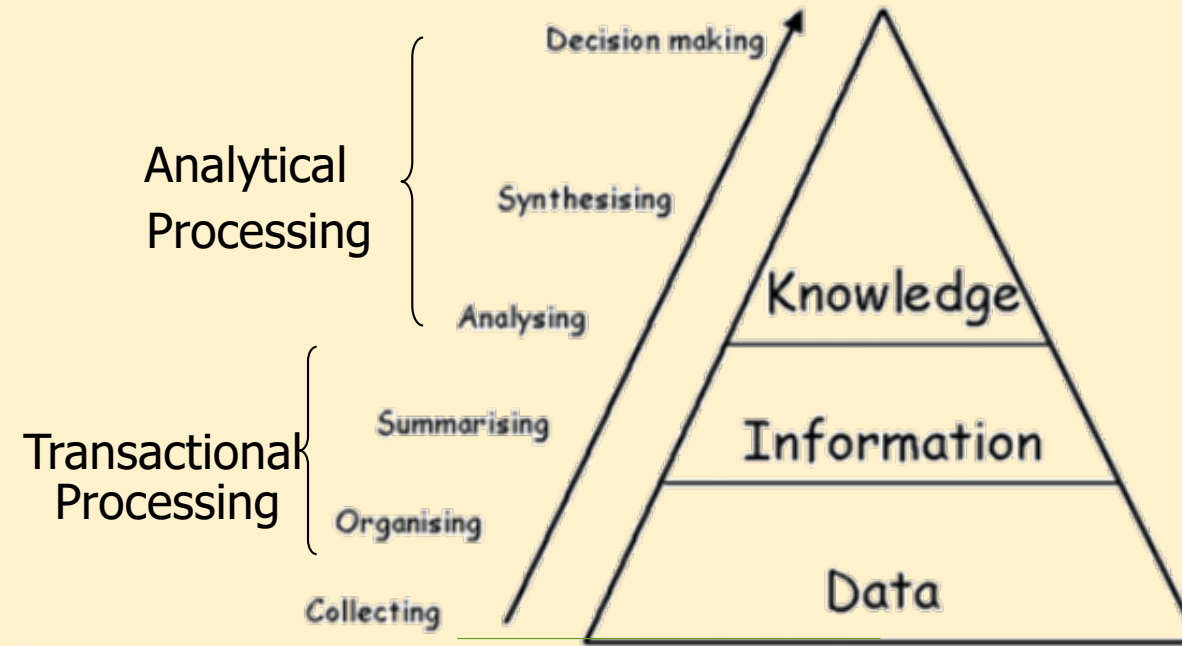 Decision making
Analytical
Processing
Synthesising
Knowledge
Analysing
Summarising
Information
Transactional
Processing
Organising
Data
Collecting